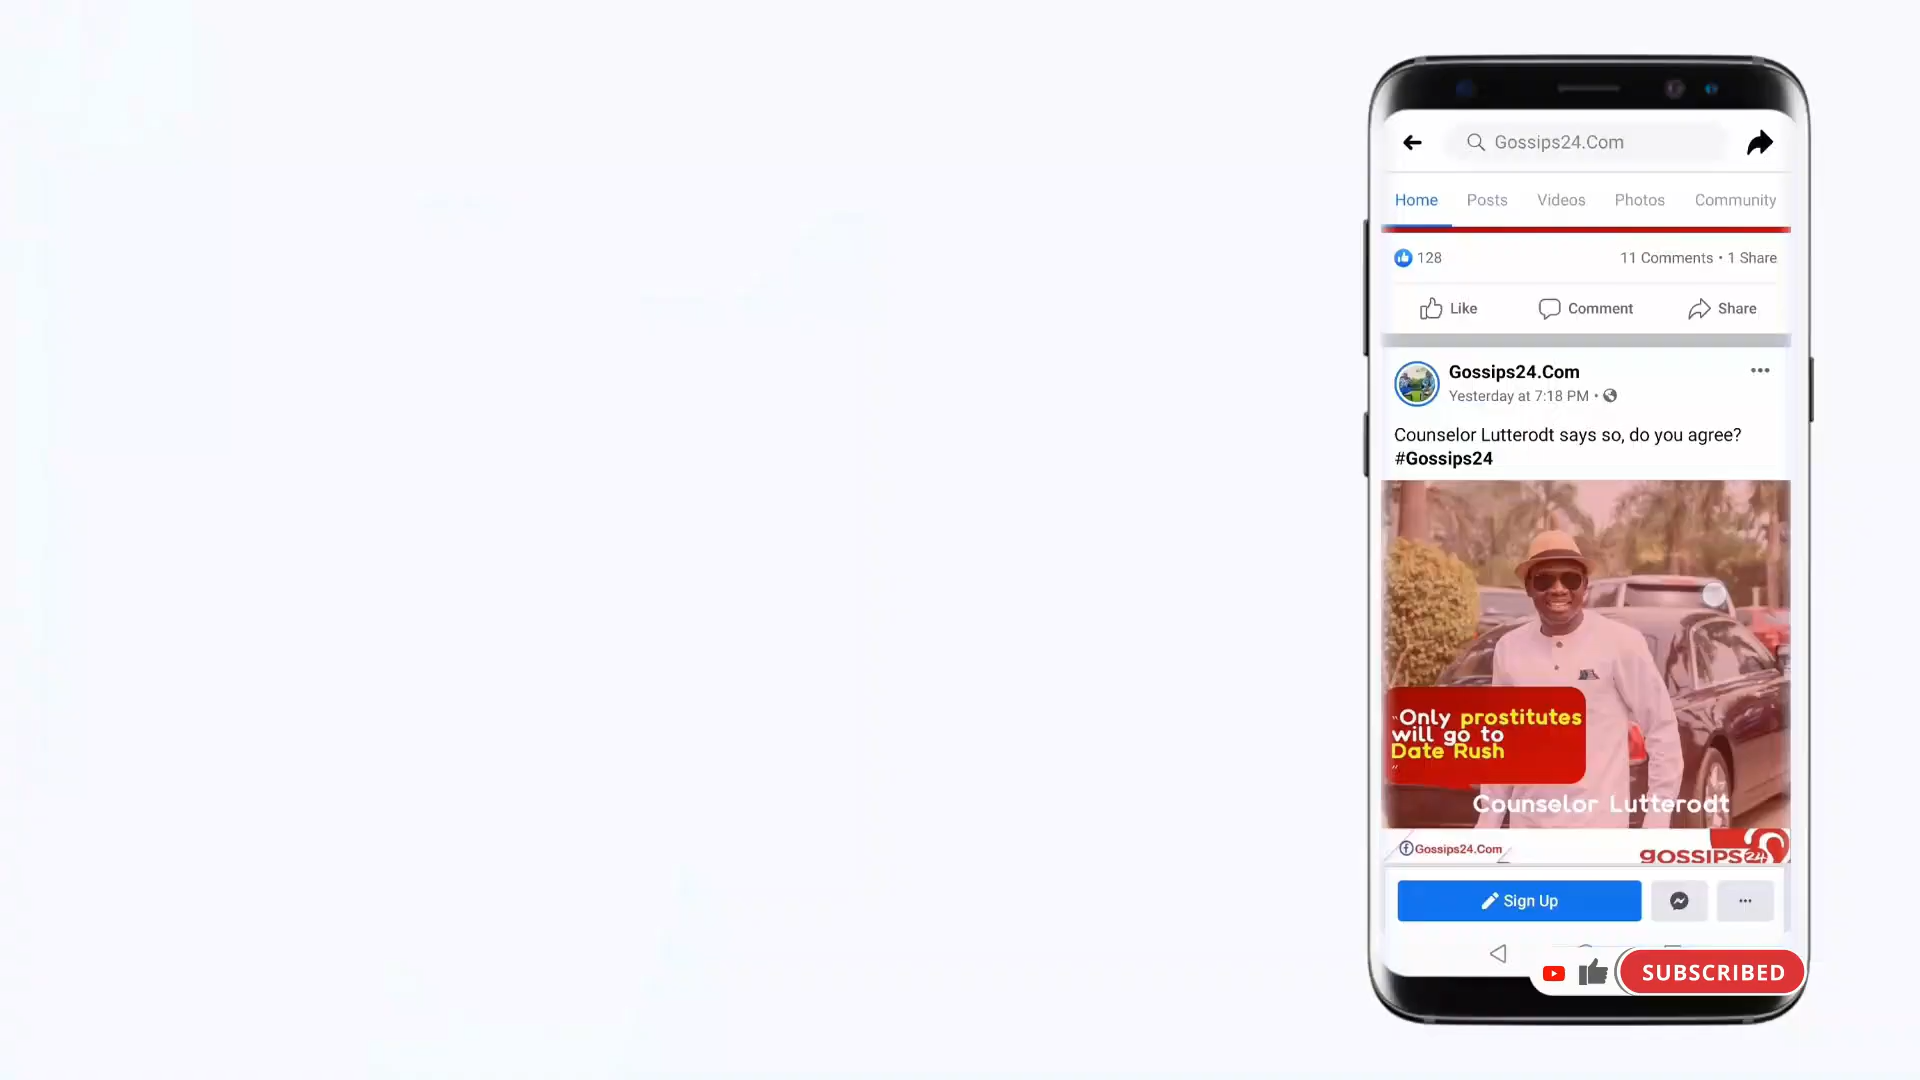 Gossips24.Com
Home Posts Videos Photos Community
128 11 Comments • 1 Share
Like Comment Share
Gossips24.Com
Yesterday at 7:18 PM •
Counselor Lutterodt says so, do you agree?
#Gossips24
"Only prostitutes
will go to
Date Rush
"
Counselor Lutterodt
Gossips24.Com
gossips24
Sign Up
SUBSCRIBED